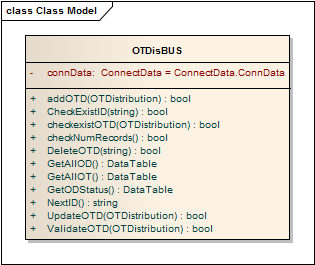 class Class Model
OTDisBUS
- connData: ConnectData = ConnectData.ConnData
+ addOTD(OTDistribution) : bool
+ CheckExistID(string) : bool
+ checkexistOTD(OTDistribution) : bool
+ checkNumRecords() : bool
+ DeleteOTD(string) : bool
+ GetAllOD() : DataTable
+ GetAllOT() : DataTable
+ GetODStatus() : DataTable
+ NextID() : string
+ UpdateOTD(OTDistribution) : bool
+ ValidateOTD(OTDistribution) : bool